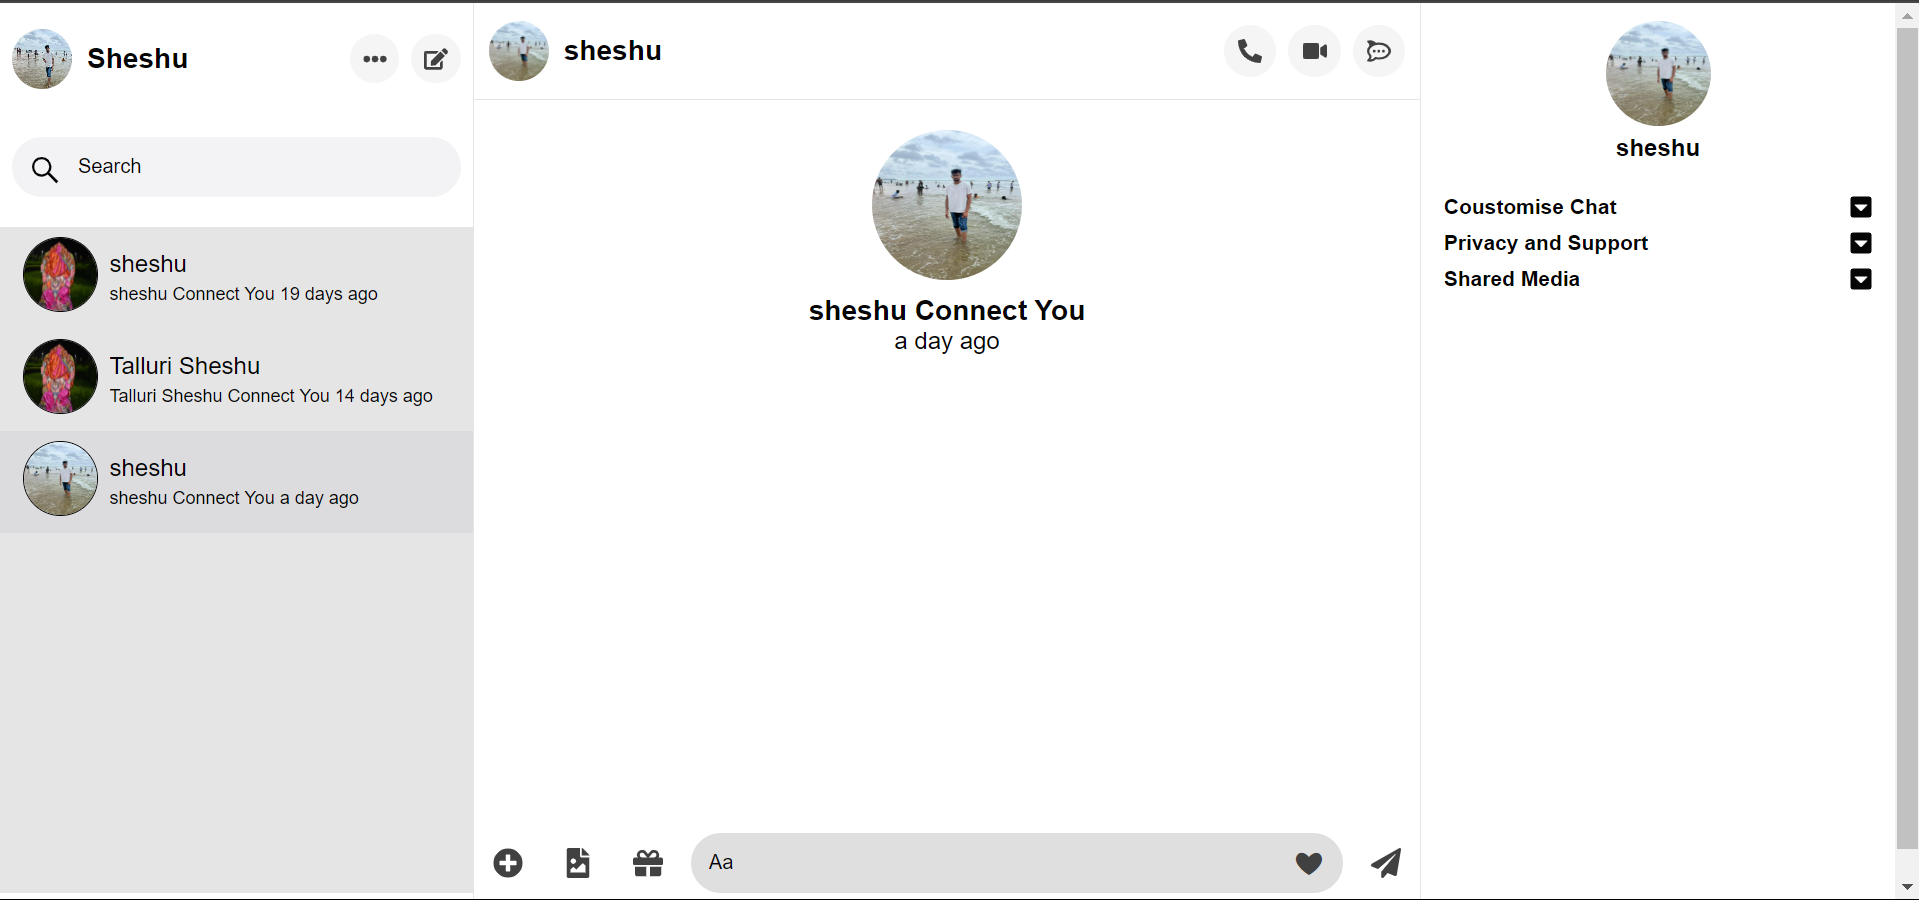 Sheshu
Search
sheshu
sheshu Connect You 19 days ago
Talluri Sheshu
Talluri Sheshu Connect You 14 days ago
sheshu
sheshu Connect You a day ago
sheshu
sheshu Connect You
a day ago
Aa
sheshu
Coustomise Chat
Privacy and Support
Shared Media